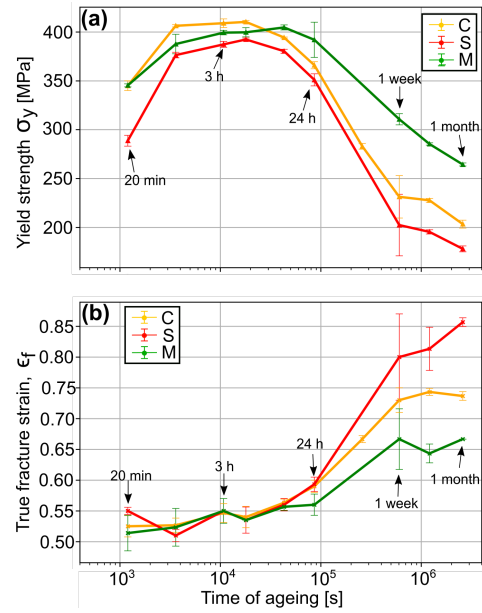 (a)
C
S
M
Yield strength σy [MPa]
400
350
300
250
200
20 min
3 h
24 h
1 week
1 month
(b)
C
S
M
True fracture strain, ϵf
0.85
0.80
0.75
0.70
0.65
0.60
0.55
0.50
20 min
3 h
24 h
1 week
1 month
10³ 10⁴ 10⁵ 10⁶
Time of ageing [s]